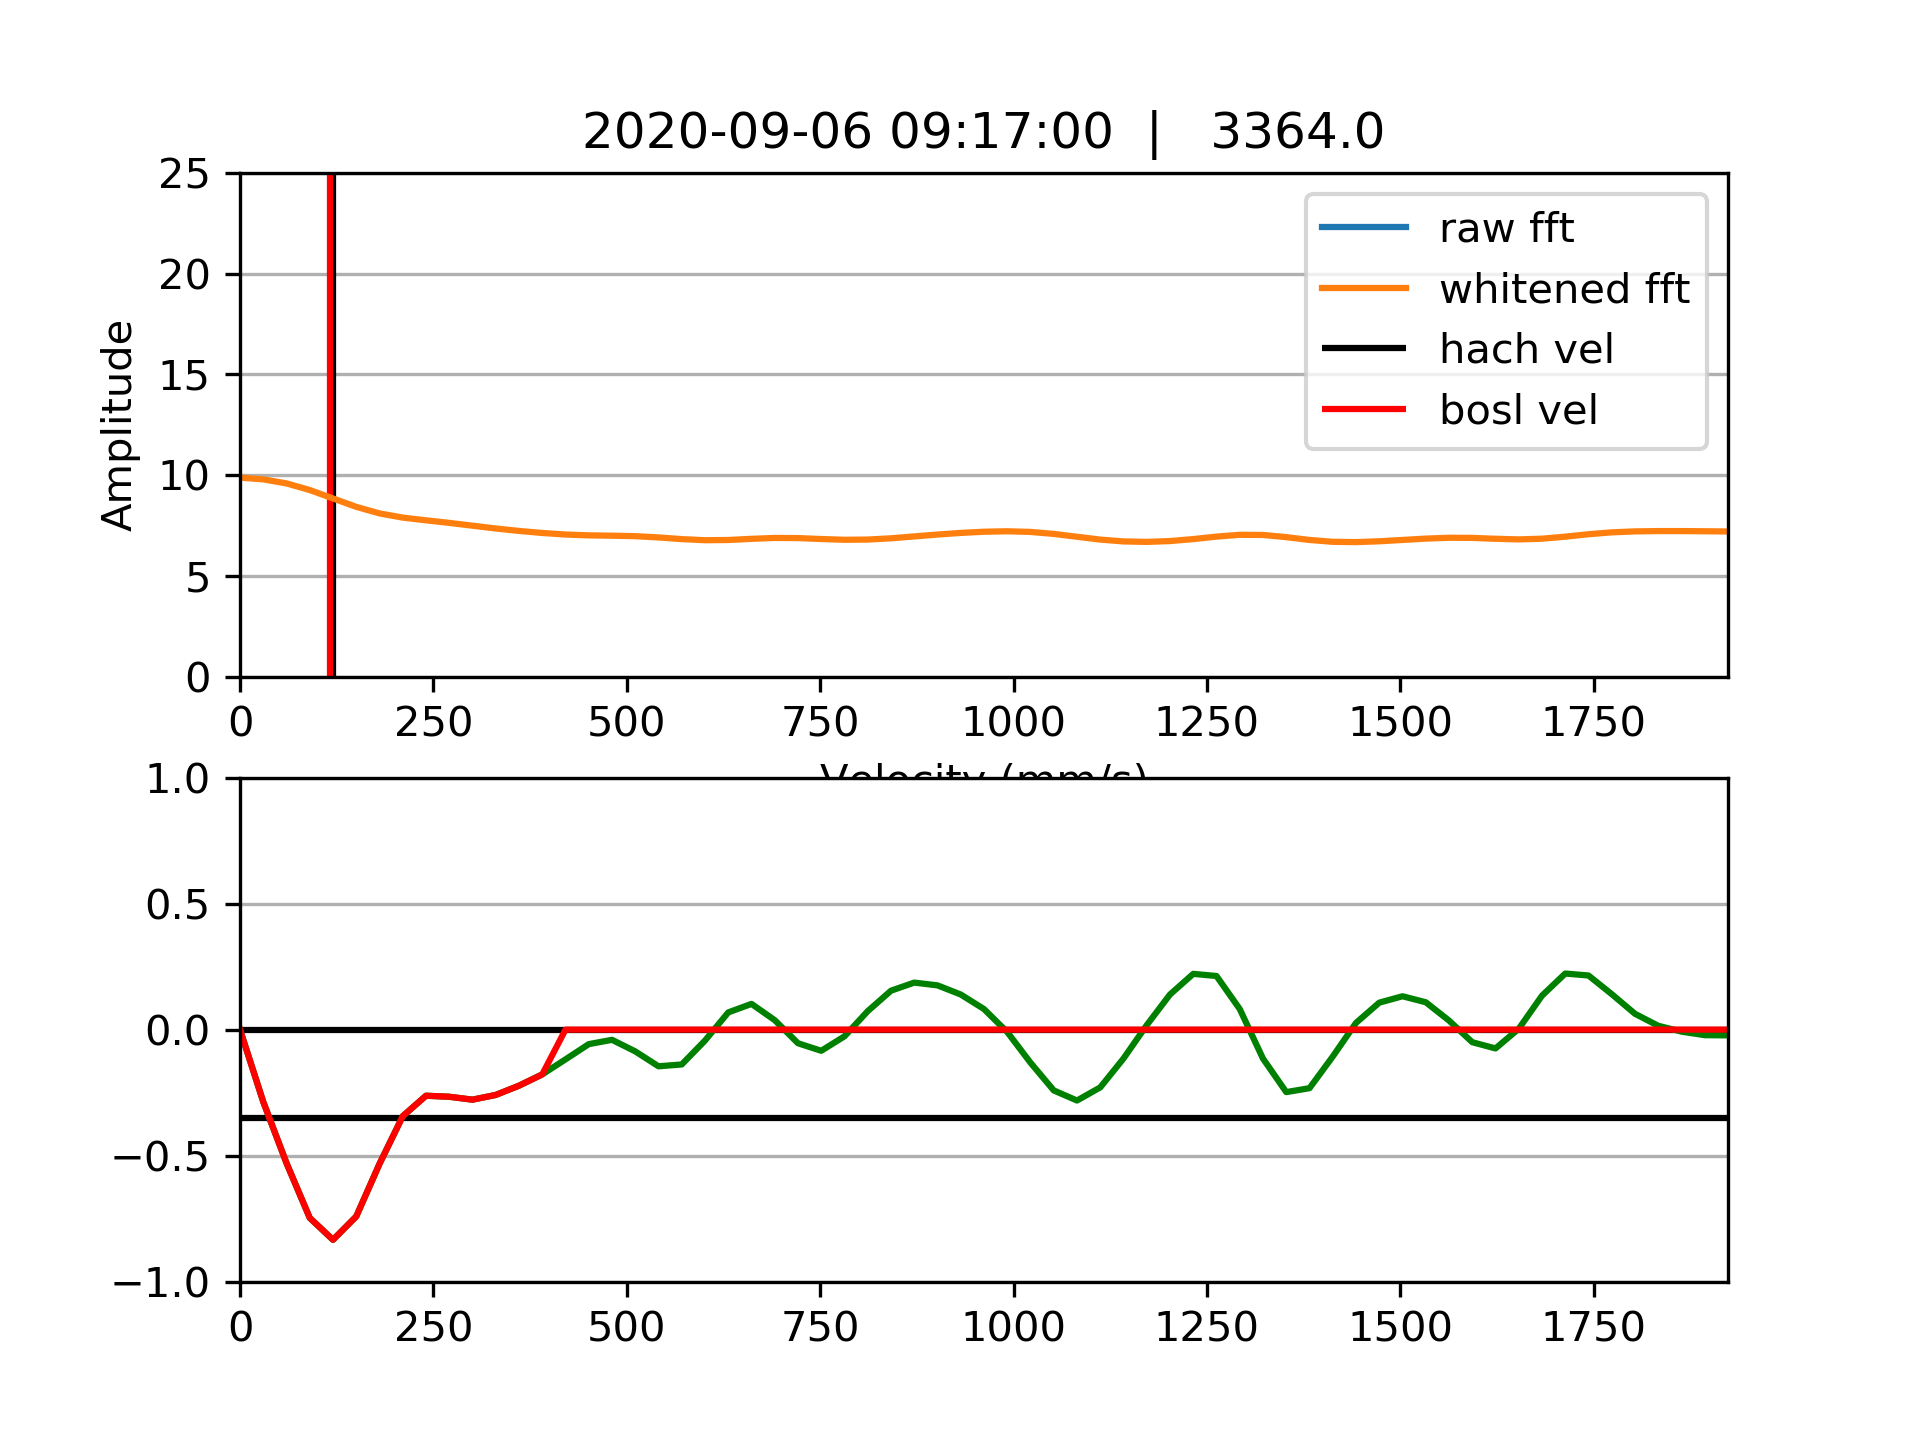 2020-09-06 09:17:00 | 3364.0
25
20
15
10
5
0
Amplitude
raw fft
whitened fft
hach vel
bosl vel
0 250 500 750 1000 1250 1500 1750
Velocity (mm/s)
1.0
0.5
0.0
−0.5
−1.0
0 250 500 750 1000 1250 1500 1750